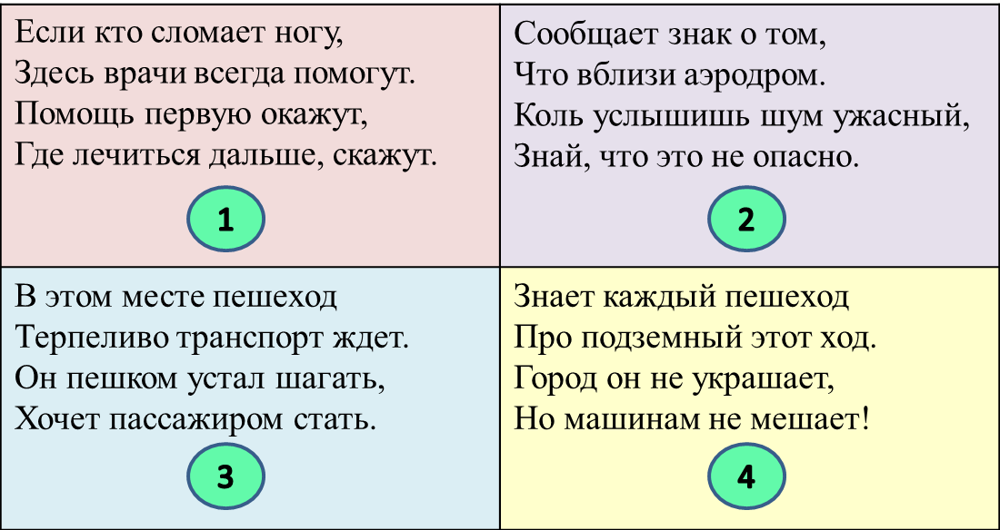 Если кто сломает ногу,
Здесь врачи всегда помогут.
Помощь первую окажут,
Где лечиться дальше, скажут.
1
Сообщает знак о том,
Что вблизи аэродром.
Коль услышишь шум ужасный,
Знай, что это не опасно.
2
В этом месте пешеход
Терпеливо транспорт ждет.
Он пешком устал шагать,
Хочет пассажиром стать.
3
Знает каждый пешеход
Про подземный этот ход.
Город он не украшает,
Но машинам не мешает!
4